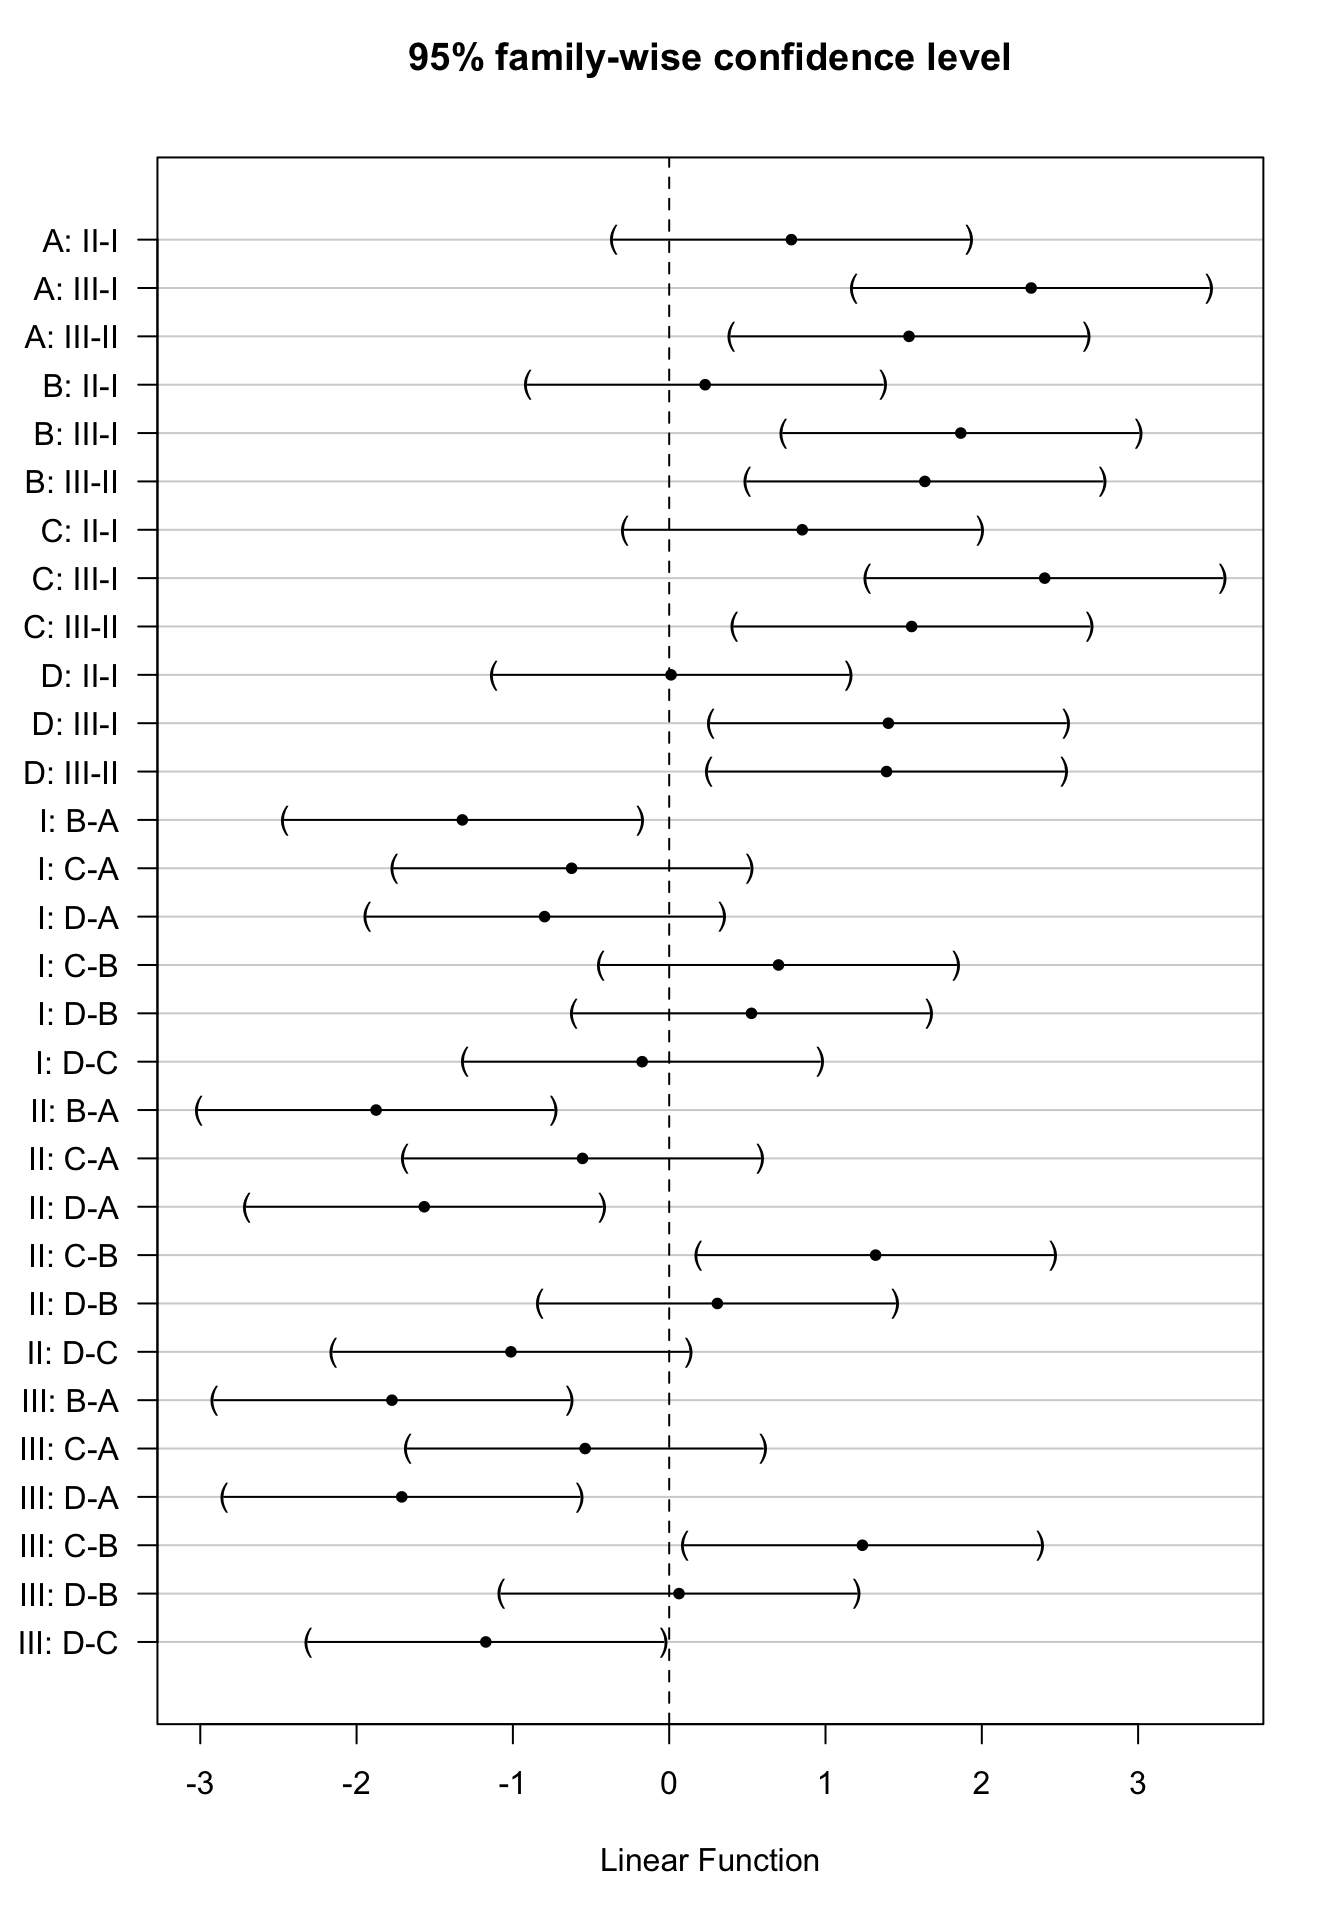 95% family-wise confidence level
A: II-I
A: III-I
A: III-II
B: II-I
B: III-I
B: III-II
C: II-I
C: III-I
C: III-II
D: II-I
D: III-I
D: III-II
I: B-A
I: C-A
I: D-A
I: C-B
I: D-B
I: D-C
II: B-A
II: C-A
II: D-A
II: C-B
II: D-B
II: D-C
III: B-A
III: C-A
III: D-A
III: C-B
III: D-B
III: D-C
-3 -2 -1 0 1 2 3
Linear Function